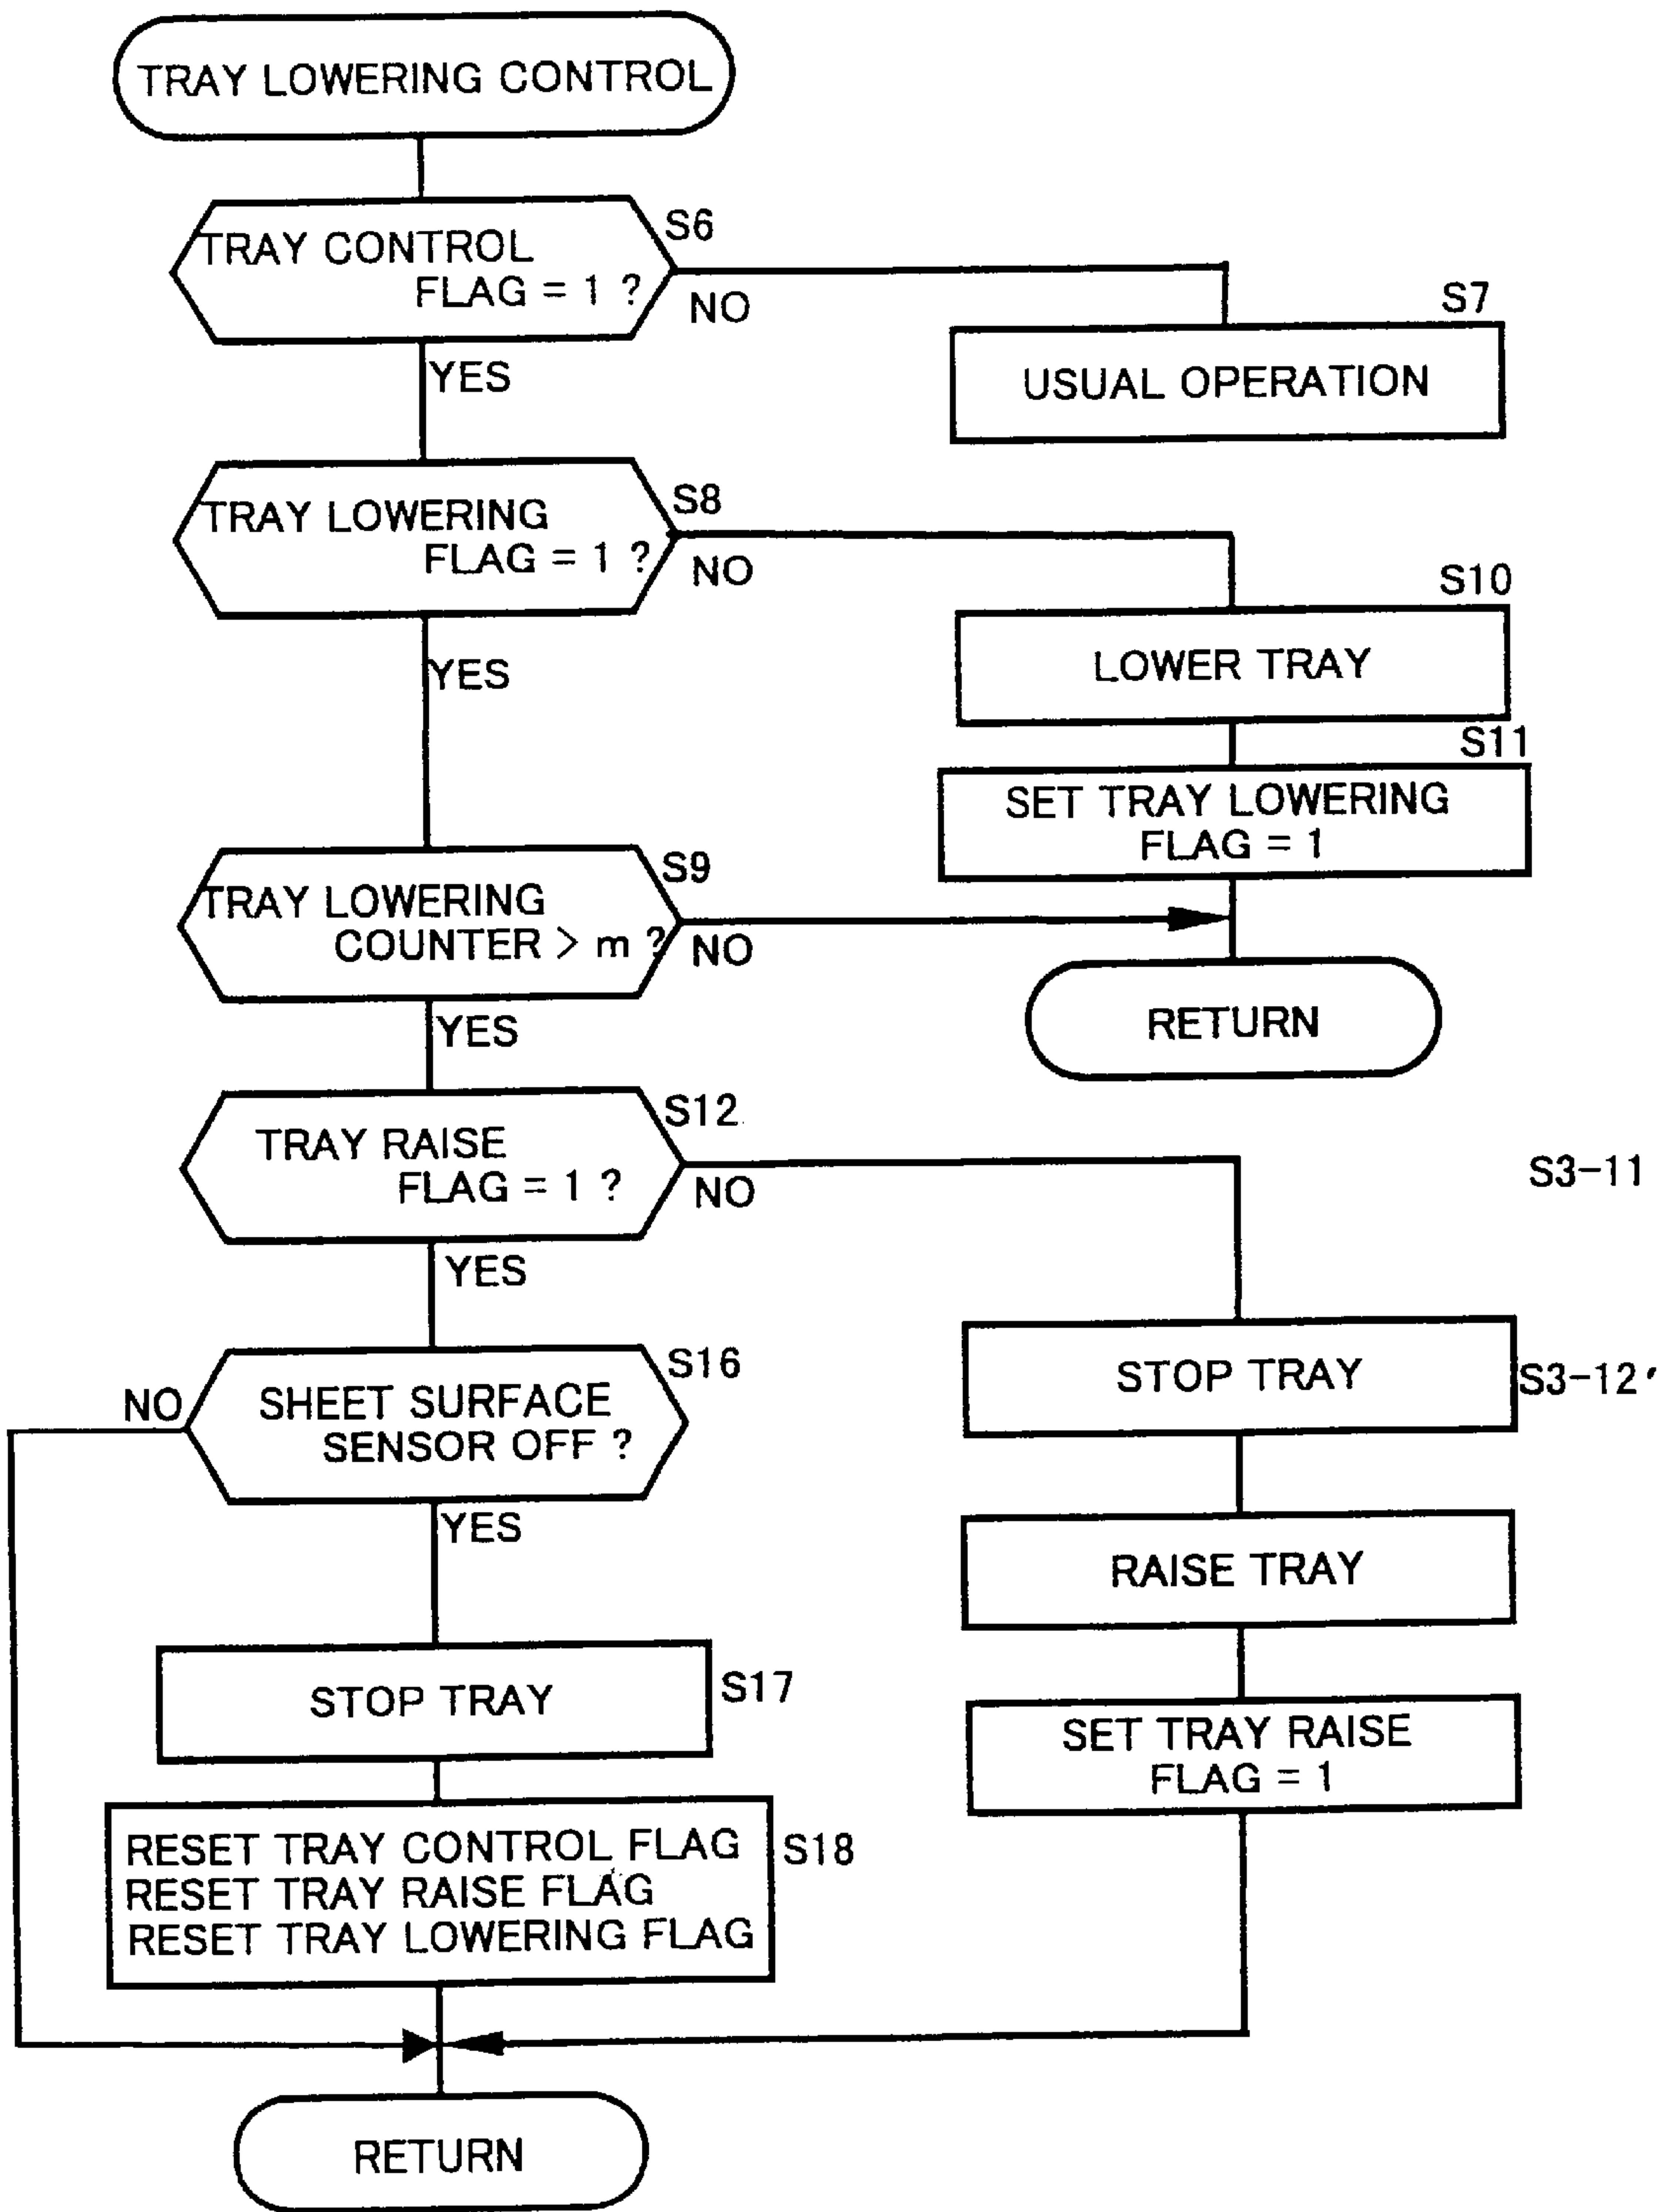 TRAY LOWERING CONTROL
TRAY CONTROL
FLAG = 1 ?
S6
NO
YES
S7
USUAL OPERATION
TRAY LOWERING
FLAG = 1 ?
S8
NO
YES
S10
LOWER TRAY
S11
SET TRAY LOWERING
FLAG = 1
TRAY LOWERING
COUNTER > m ?
S9
NO
YES
RETURN
TRAY RAISE
FLAG = 1 ?
S12
NO
YES
S3-11
STOP TRAY
S3-12'
RAISE TRAY
SET TRAY RAISE
FLAG = 1
SHEET SURFACE
SENSOR OFF ?
S16
NO
YES
STOP TRAY
S17
RESET TRAY CONTROL FLAG
RESET TRAY RAISE FLAG
RESET TRAY LOWERING FLAG
S18
RETURN